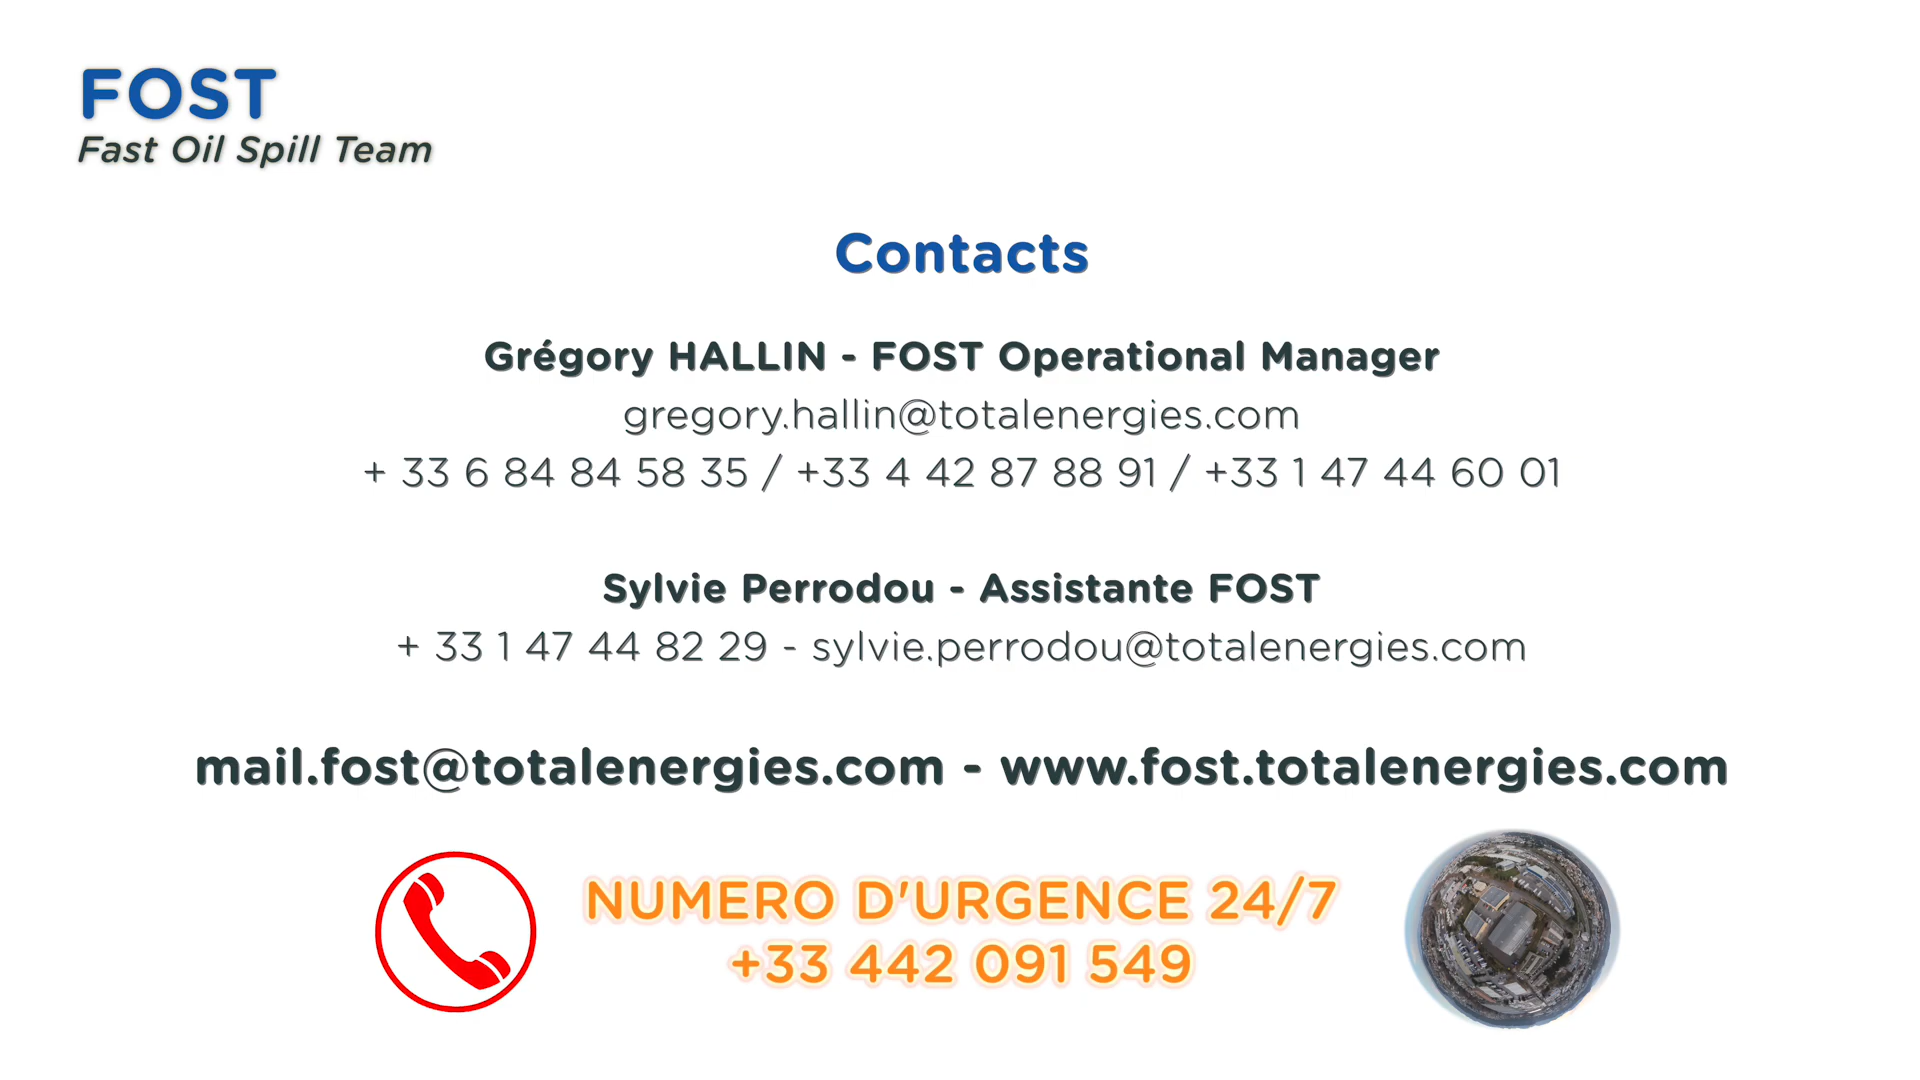 FOST
Fast Oil Spill Team
Contacts
Grégory HALLIN - FOST Operational Manager
gregory.hallin@totalenergies.com
+ 33 6 84 84 58 35 / +33 4 42 87 88 91 / +33 1 47 44 60 01
Sylvie Perrodou - Assistante FOST
+ 33 1 47 44 82 29 - sylvie.perrodou@totalenergies.com
mail.fost@totalenergies.com - www.fost.totalenergies.com
NUMERO D'URGENCE 24/7
+33 442 091 549